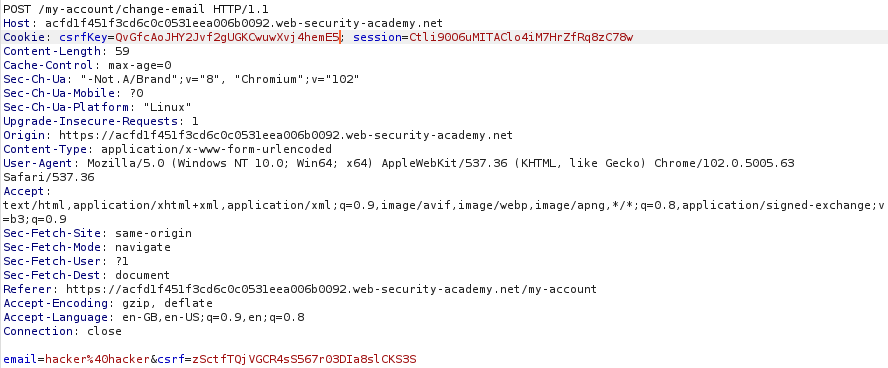 POST /my-account/change-email HTTP/1.1
Host: acfd1f451f3cd6c0c0531eea006b0092.web-security-academy.net
Cookie: csrfKey=QvGfcAoJHY2Jvf2gUGKCwuwXvj4hemE5; session=Ctli9006uMITAClo4iM7HrZfRq8zC78w
Content-Length: 59
Cache-Control: max-age=0
Sec-Ch-Ua: "-Not.A/Brand";v="8", "Chromium";v="102"
Sec-Ch-Ua-Mobile: ?0
Sec-Ch-Ua-Platform: "Linux"
Upgrade-Insecure-Requests: 1
Origin: https://acfd1f451f3cd6c0c0531eea006b0092.web-security-academy.net
Content-Type: application/x-www-form-urlencoded
User-Agent: Mozilla/5.0 (Windows NT 10.0; Win64; x64) AppleWebKit/537.36 (KHTML, like Gecko) Chrome/102.0.5005.63
Safari/537.36
Accept:
text/html,application/xhtml+xml,application/xml;q=0.9,image/avif,image/webp,image/apng,*/*;q=0.8,application/signed-exchange;v
=b3;q=0.9
Sec-Fetch-Site: same-origin
Sec-Fetch-Mode: navigate
Sec-Fetch-User: ?1
Sec-Fetch-Dest: document
Referer: https://acfd1f451f3cd6c0c0531eea006b0092.web-security-academy.net/my-account
Accept-Encoding: gzip, deflate
Accept-Language: en-GB,en-US;q=0.9,en;q=0.8
Connection: close
email=hacker%40hacker&csrf=zSctfTQjVGCR4sS567r03DIa8slCKS3S